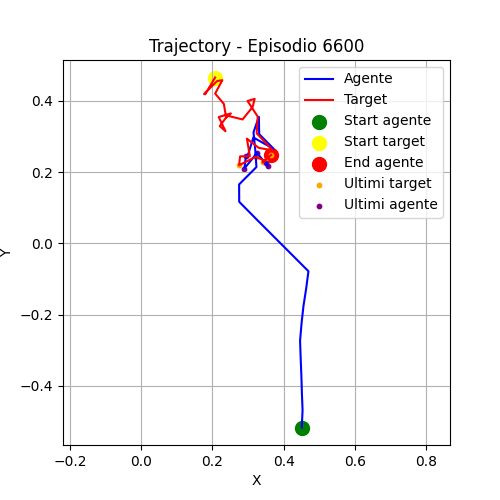 Trajectory - Episodio 6600
Agente
Target
Start agente
Start target
End agente
Ultimi target
Ultimi agente
Y
0.4
0.2
0.0
−0.2
−0.4
−0.2
0.0
0.2
0.4
0.6
0.8
X